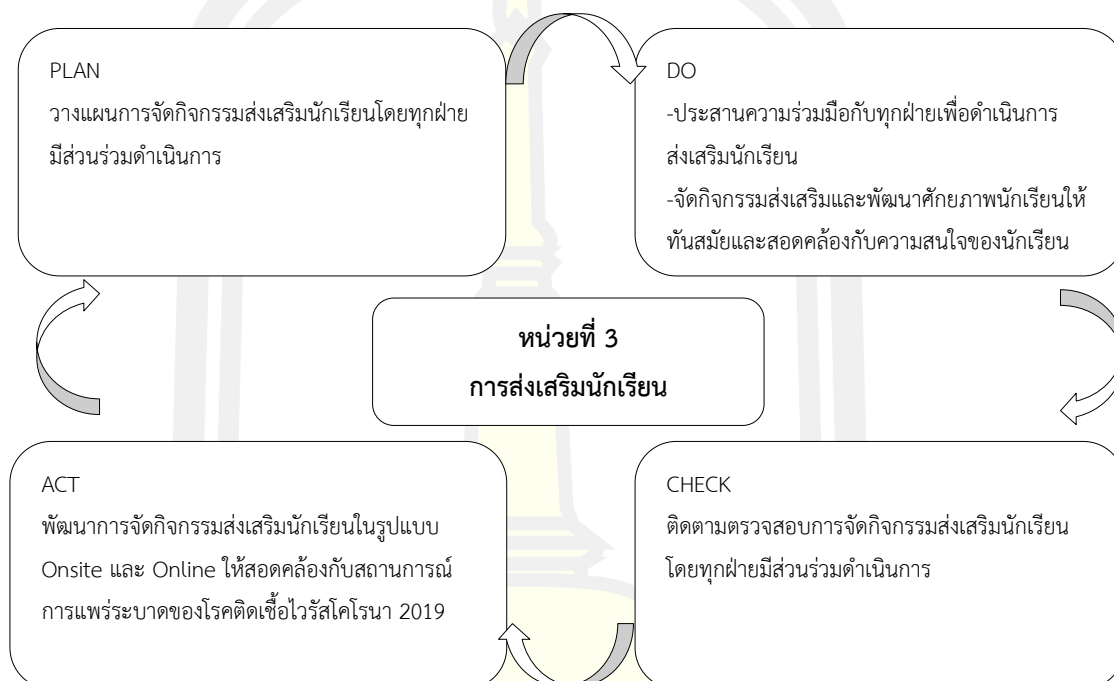 PLAN
วางแผนการจัดกิจกรรมส่งเสริมนักเรียนโดยทุกฝ่าย
มีส่วนร่วมดำเนินการ
DO
-ประสานความร่วมมือกับทุกฝ่ายเพื่อดำเนินการ
ส่งเสริมนักเรียน
-จัดกิจกรรมส่งเสริมและพัฒนาศักยภาพนักเรียนให้
ทันสมัยและสอดคล้องกับความสนใจของนักเรียน
หน่วยที่ 3
การส่งเสริมนักเรียน
ACT
พัฒนาการจัดกิจกรรมส่งเสริมนักเรียนในรูปแบบ
Onsite และ Online ให้สอดคล้องกับสถานการณ์
การแพร่ระบาดของโรคติดเชื้อไวรัสโคโรนา 2019
CHECK
ติดตามตรวจสอบการจัดกิจกรรมส่งเสริมนักเรียน
โดยทุกฝ่ายมีส่วนร่วมดำเนินการ